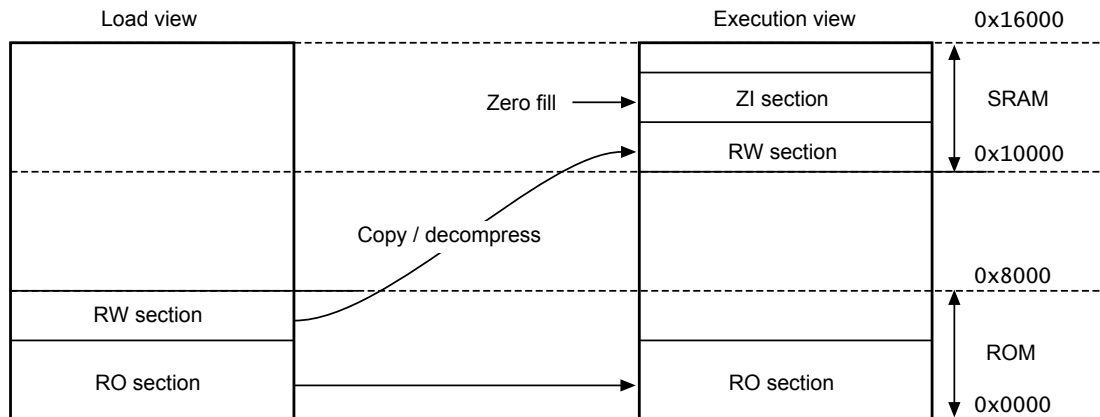 Load view
Execution view
0x16000
Zero fill
ZI section
SRAM
RW section
0x10000
Copy / decompress
0x8000
RW section
ROM
RO section
RO section
0x0000